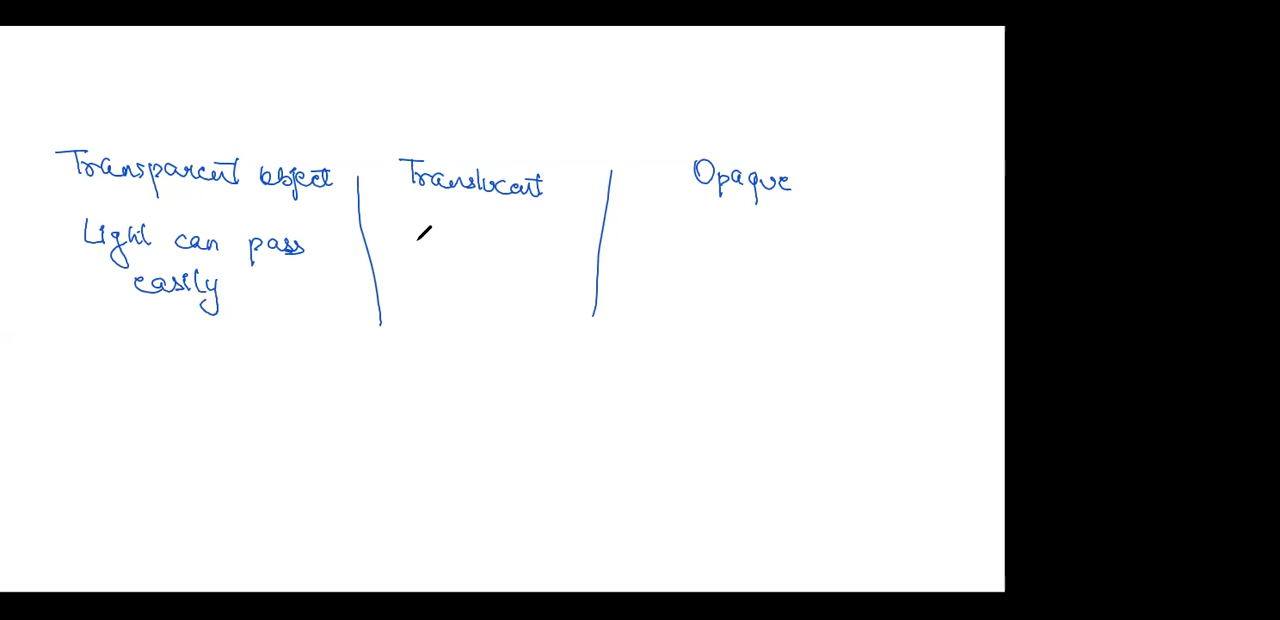 Transparent object
Translucent
Opaque
Light can pass
easily